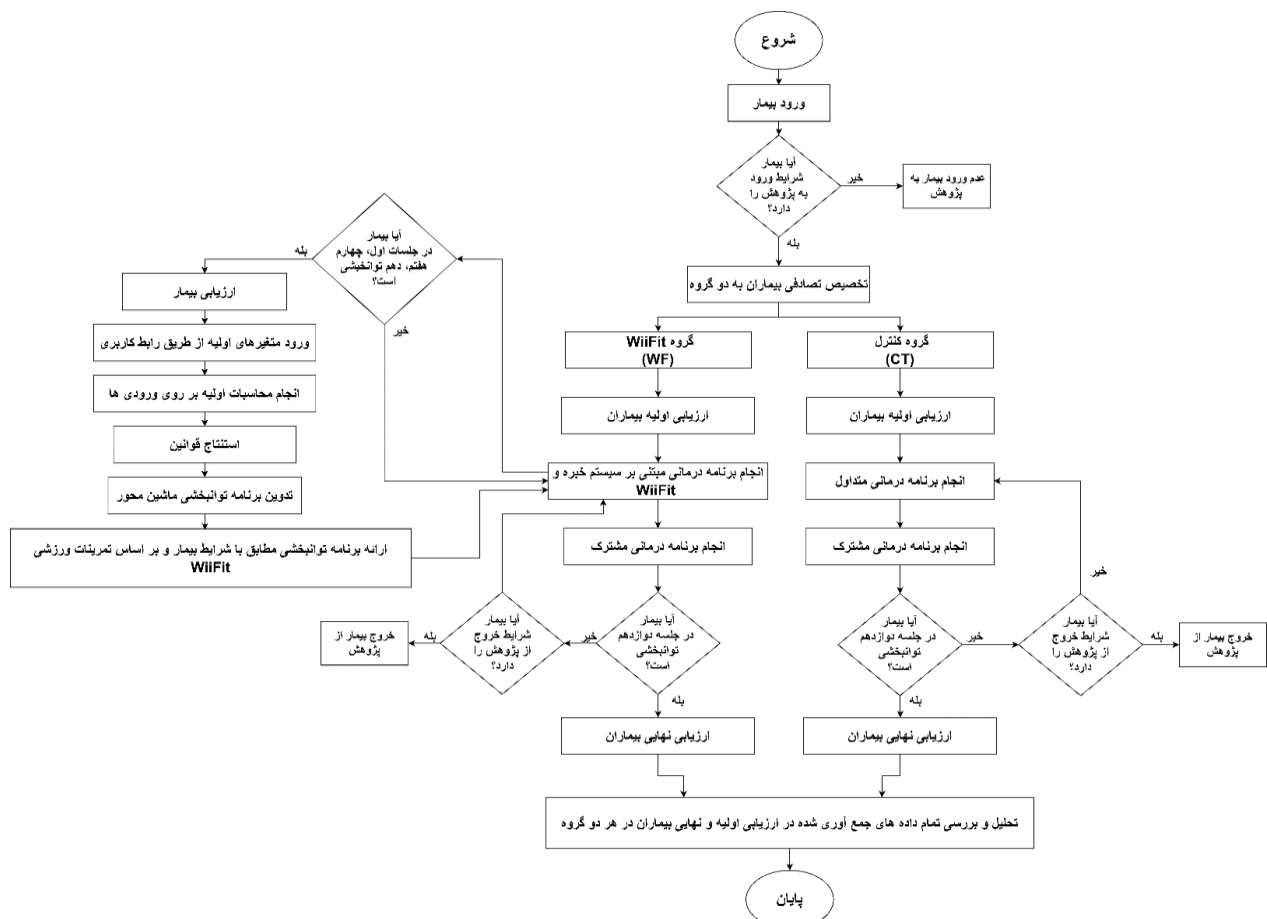 شروع
ورود بیمار
آیا بیمار
شرایط ورود
به پژوهش را
دارد؟
خیر
عدم ورود بیمار به
پژوهش
بله
تخصیص تصادفی بیماران به دو گروه
گروه کنترل
(CT)
ارزیابی اولیه بیماران
انجام برنامه درمانی متداول
انجام برنامه درمانی مشترک
آیا بیمار
در جلسه دوازدهم
توانبخشی
است؟
خیر
آیا بیمار
شرایط خروج
از پژوهش را
دارد؟
خیر
بله
خروج بیمار از
پژوهش
بله
ارزیابی نهایی بیماران
گروه WiiFit
(WF)
ارزیابی اولیه بیماران
انجام برنامه درمانی مبتنی بر سیستم خبره و
WiiFit
آیا بیمار
در جلسات اول، چهارم
هفتم، دهم توانخبشی
است؟
خیر
بله
ارزیابی بیمار
ورود متغیرهای اولیه از طریق رابط کاربری
انجام محاسبات اولیه بر روی ورودی ها
استنتاج قوانین
تدوین برنامه توانبخشی ماشین محور
ارائه برنامه توانبخشی مطابق با شرایط بیمار و بر اساس تمرینات ورزشی
WiiFit
انجام برنامه درمانی مشترک
آیا بیمار
در جلسه دوازدهم
توانبخشی
است؟
خیر
آیا بیمار
شرایط خروج
از پژوهش را
دارد؟
بله
خروج بیمار از
پژوهش
بله
ارزیابی نهایی بیماران
تحلیل و بررسی تمام داده های جمع آوری شده در ارزیابی اولیه و نهایی بیماران در هر دو گروه
پایان